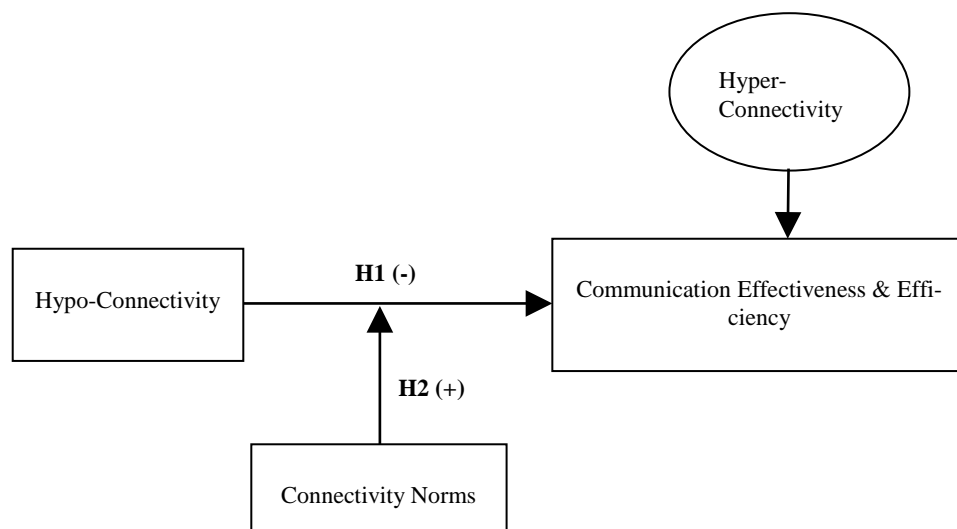 Hyper-
Connectivity
H1 (-)
Hypo-Connectivity
Communication Effectiveness & Effi-
ciency
H2 (+)
Connectivity Norms